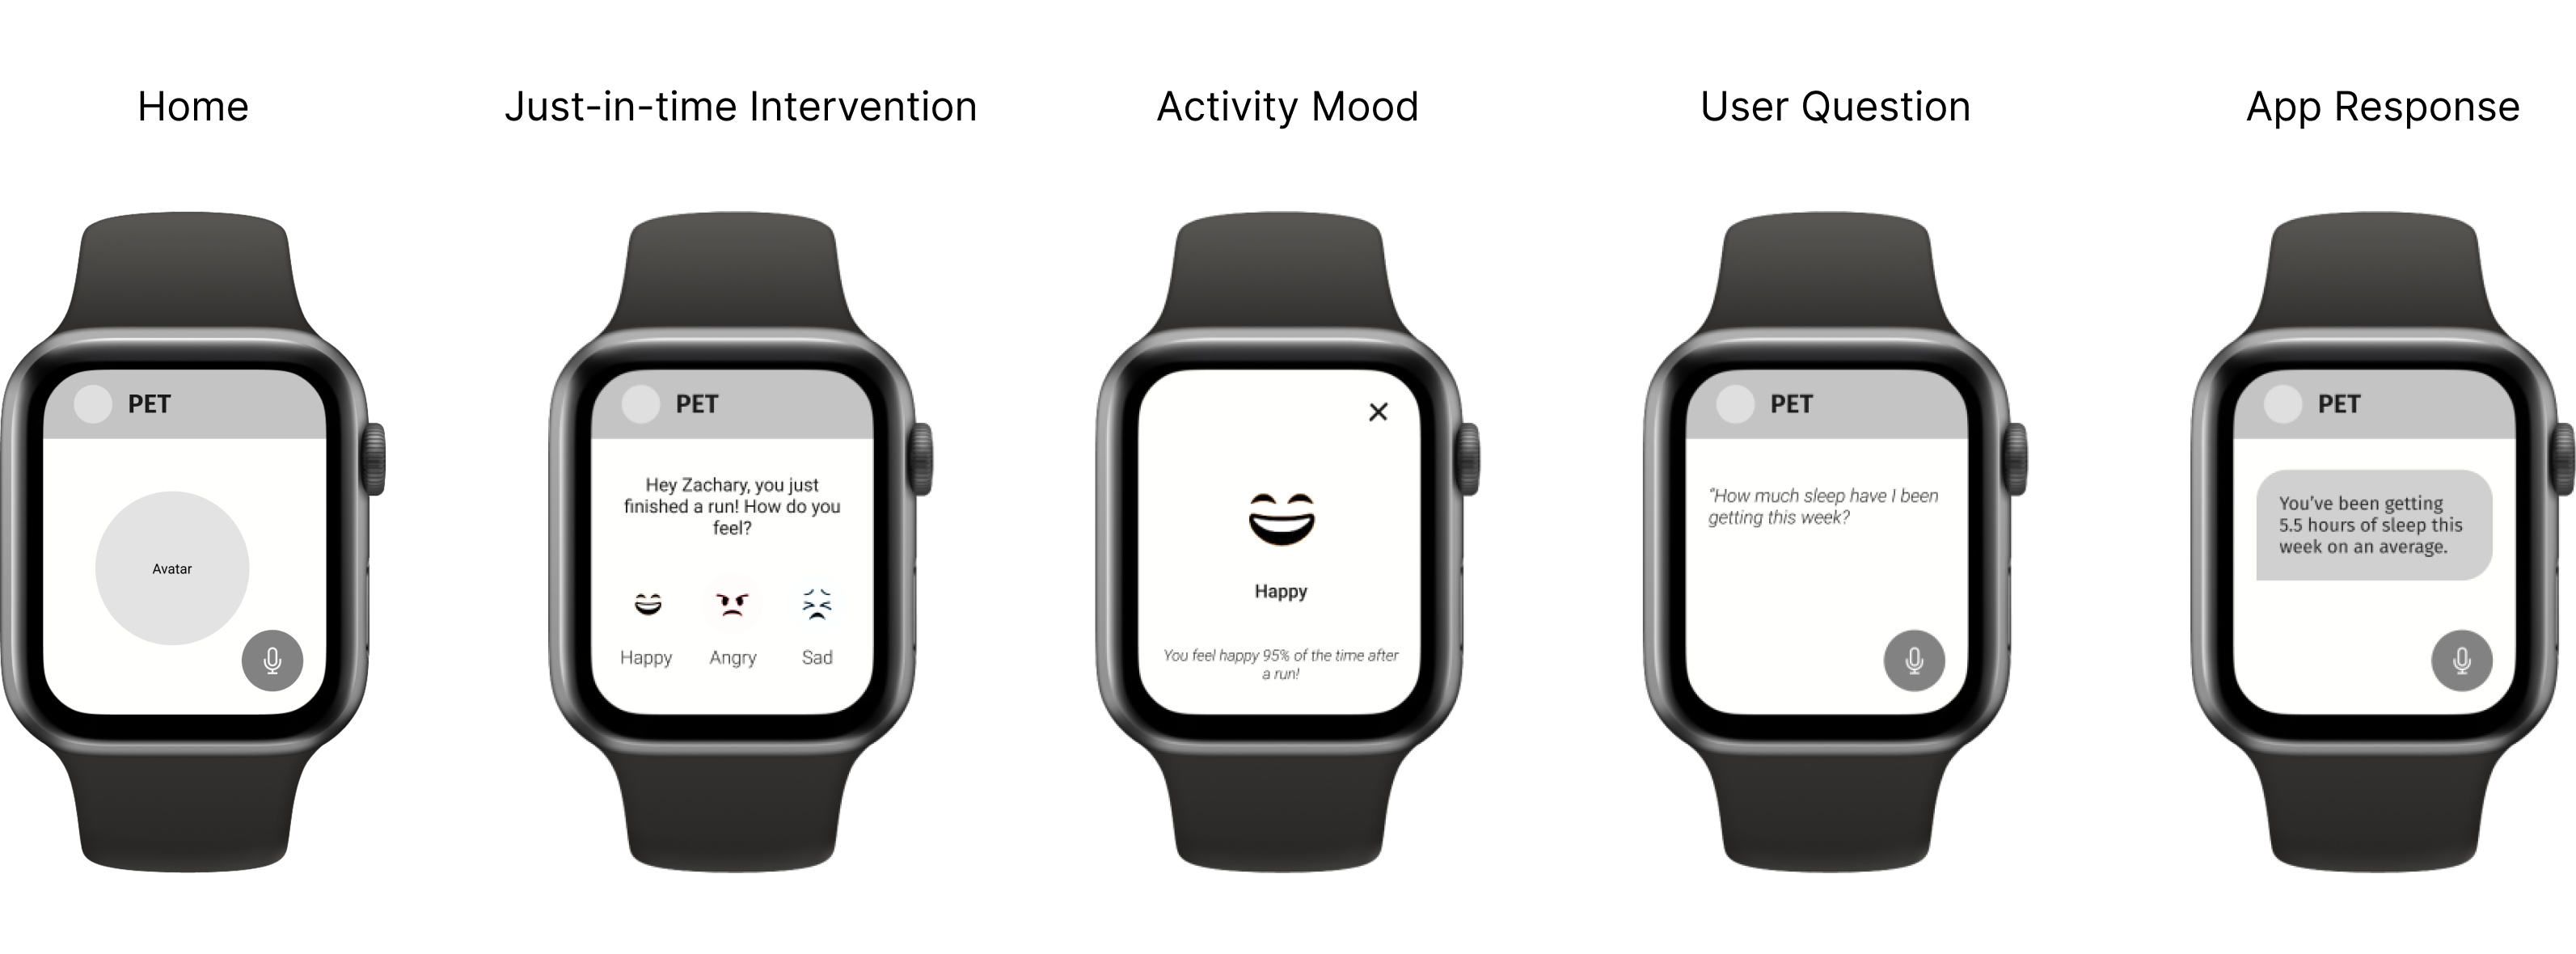 Home
Just-in-time Intervention
Activity Mood
User Question
App Response
PET
Avatar
PET
Hey Zachary, you just
finished a run! How do you
feel?
Happy
Angry
Sad
Happy
You feel happy 95% of the time after
a run!
PET
“How much sleep have I been
getting this week?
PET
You’ve been getting
5.5 hours of sleep this
week on an average.